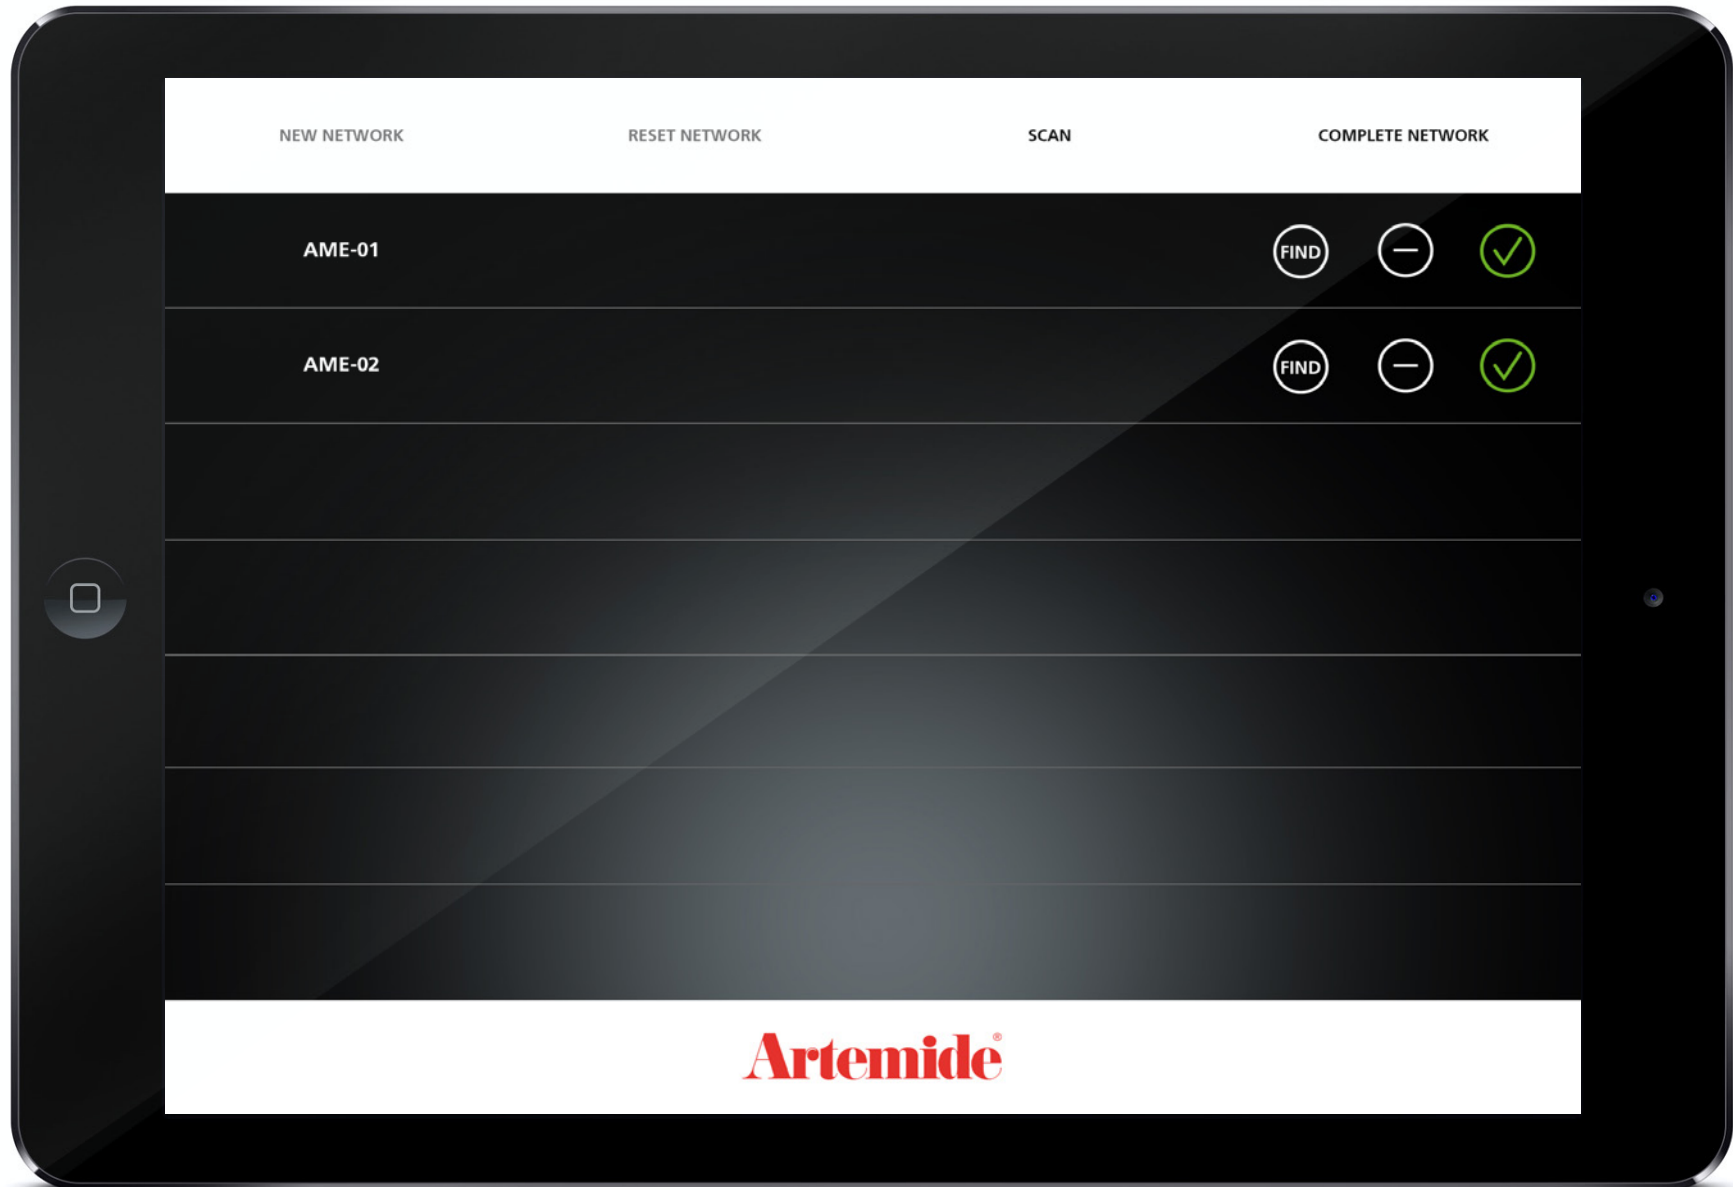 NEW NETWORK RESET NETWORK SCAN COMPLETE NETWORK
AME-01 FIND
AME-02 FIND
Artemide®